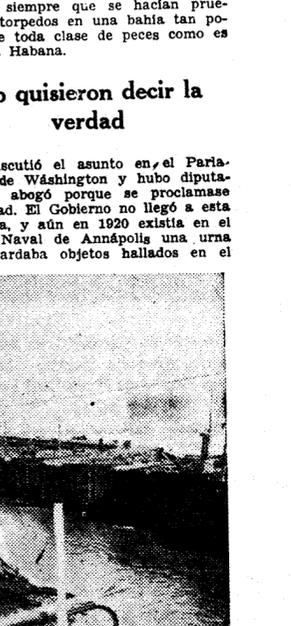 siempre que se hacían prue-
torpedos en una bahía tan po-
e toda clase de peces como es
Habana.
o quisieron decir la
verdad
scutió el asunto en el Parla-
de Wáshington y hubo diputa-
abogó porque se proclamase
ad. El Gobierno no llegó a esta
a, y aún en 1920 existía en el
Naval de Annápolis una urna
ardaba objetos hallados en el